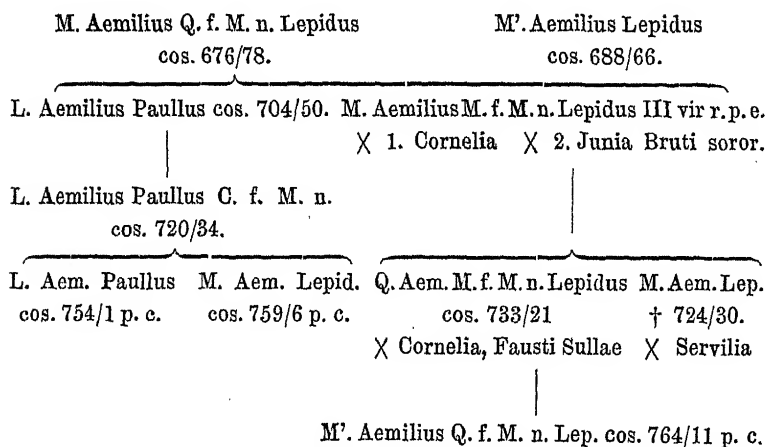 M. Aemilius Q. f. M. n. Lepidus M'. Aemilius Lepidus
cos. 676/78. cos. 688/66.
L. Aemilius Paullus cos. 704/50. M. Aemilius M. f. M. n. Lepidus III vir r. p. e.
X 1. Cornelia X 2. Junia Bruti soror.
L. Aemilius Paullus C. f. M. n.
cos. 720/34.
L. Aem. Paullus M. Aem. Lepid. Q. Aem. M. f. M. n. Lepidus M. Aem. Lep.
cos. 754/1 p. c. cos. 759/6 p. c. cos. 733/21 † 724/30.
X Cornelia, Fausti Sullae X Servilia
M'. Aemilius Q. f. M. n. Lep. cos. 764/11 p. c.